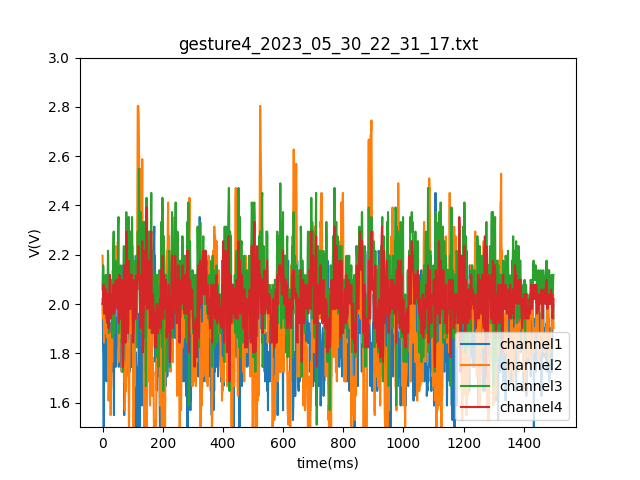 gesture4_2023_05_30_22_31_17.txt
3.0
2.8
2.6
2.4
2.2
2.0
1.8
1.6
V(V)
channel1
channel2
channel3
channel4
0 200 400 600 800 1000 1200 1400
time(ms)